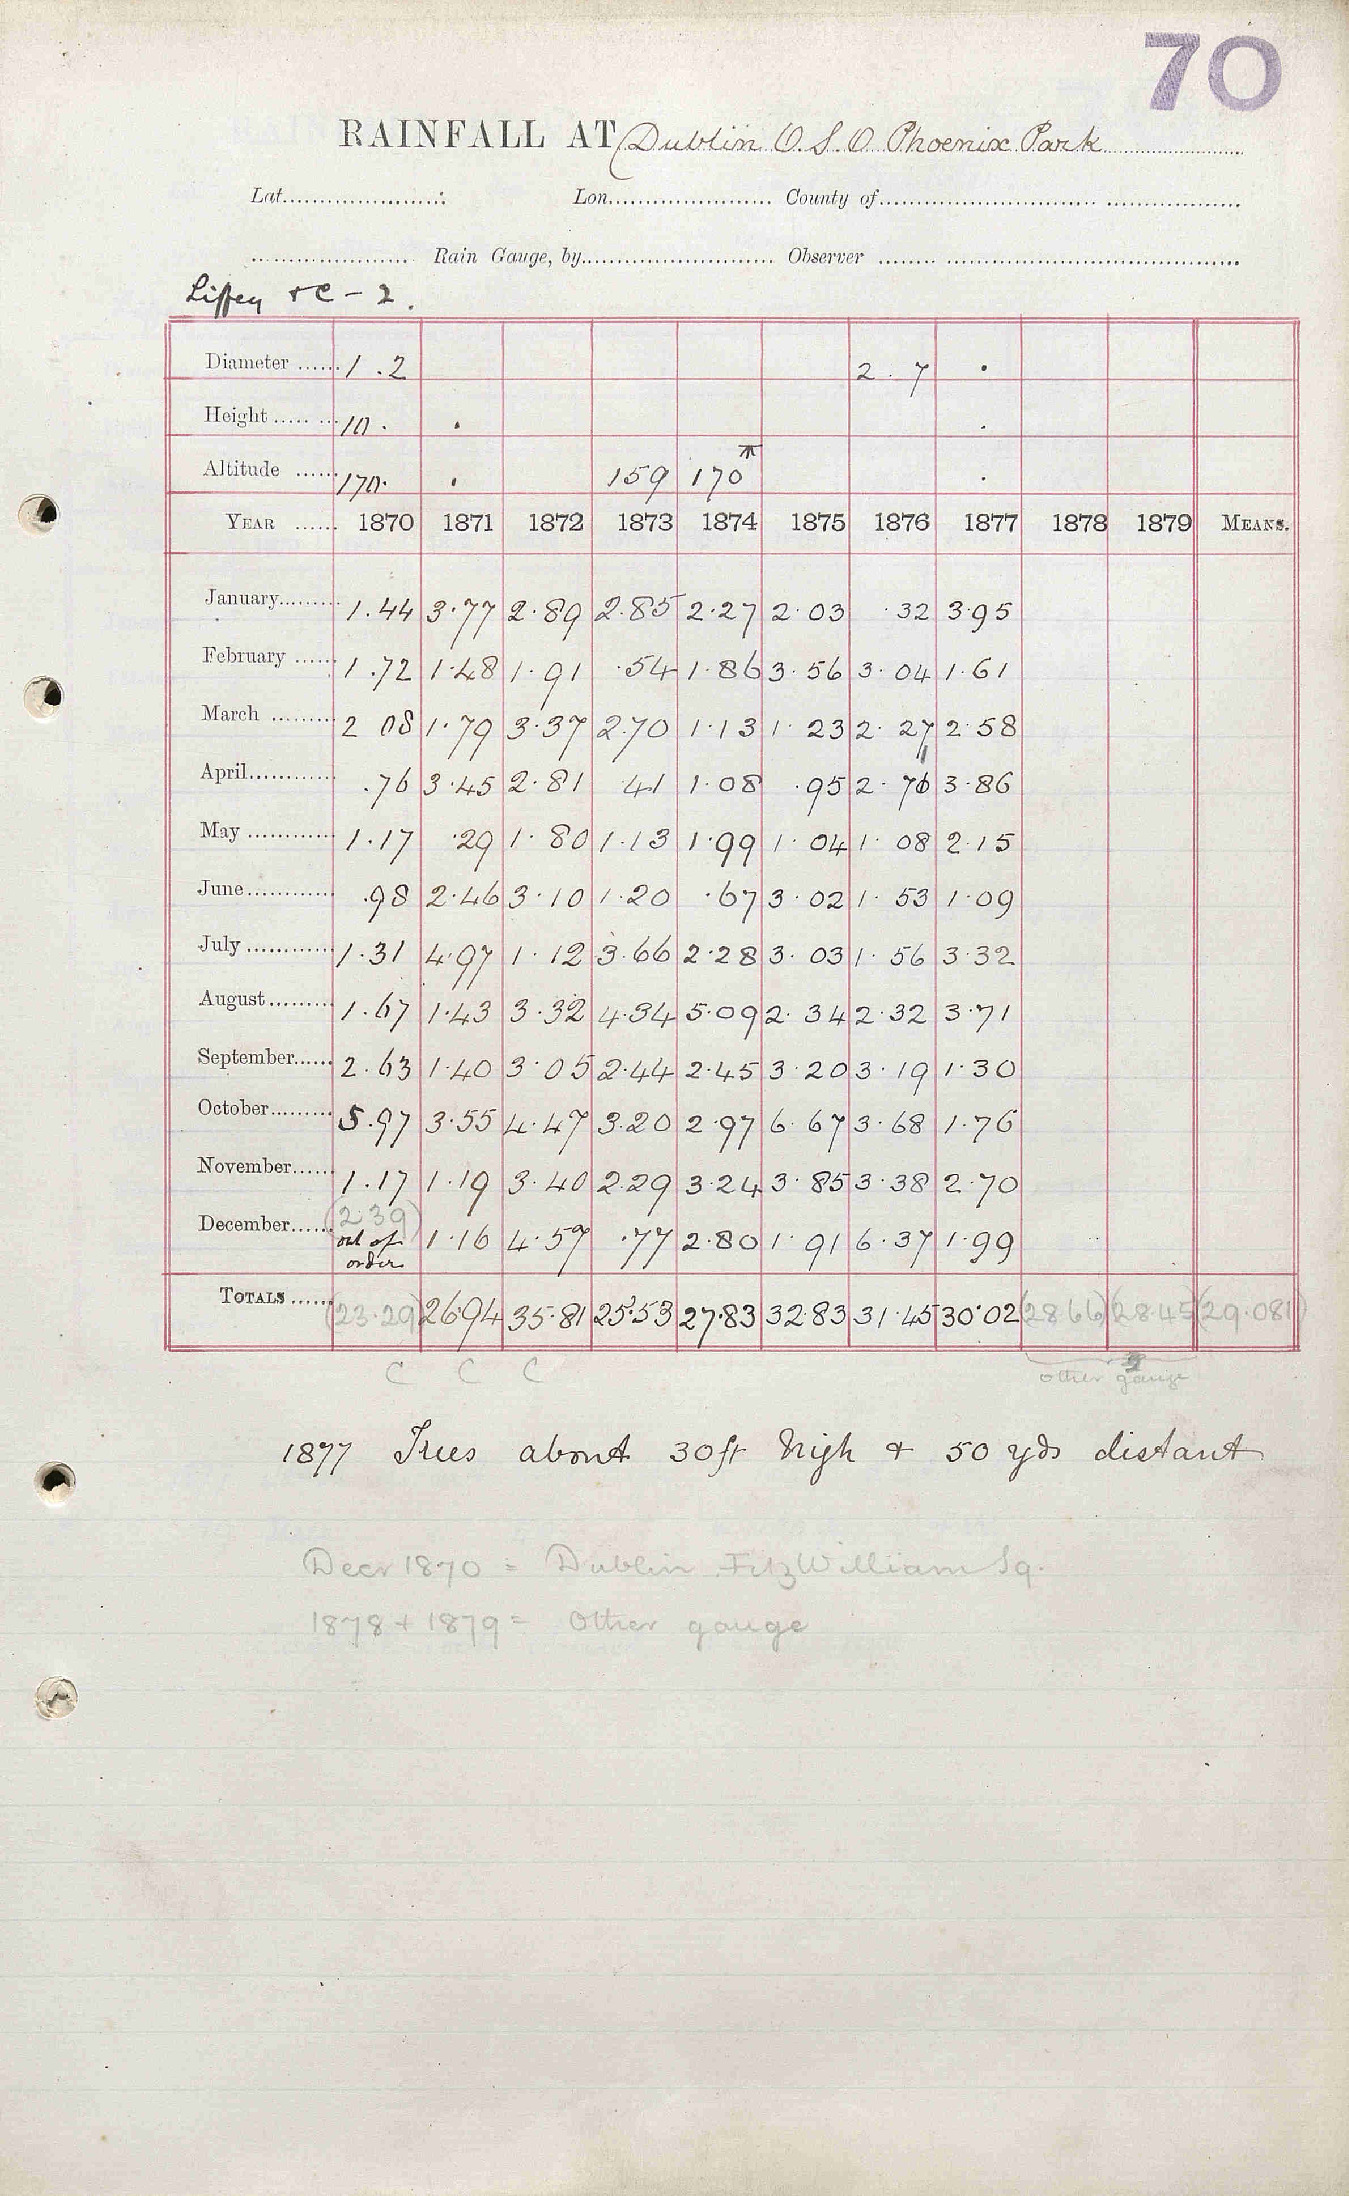 70
RAINFALL AT Dublin O.S.O Phoenix Park
Lat. Lon. County of
Rain Gauge, by Observer
Liffey + C - 2.
Diameter 1.2 2.7 .
Height 10. . .
Altitude 170. . 159 170 .
YEAR 1870 1871 1872 1873 1874 1875 1876 1877 1878 1879 MEANS.
January 1.44 3.77 2.89 2.85 2.27 2.03 .32 3.95
February 1.72 1.48 1.91 .54 1.86 3.56 3.04 1.61
March 2 08 1.79 3.37 2.70 1.13 1.23 2.27 2.58
April .76 3.45 2.81 .41 1.08 .95 2.71 3.86
May 1.17 .29 1.80 1.13 1.99 1.04 1.08 2.15
June .98 2.46 3.10 1.20 .67 3.02 1.53 1.09
July 1.31 4.97 1.12 3.66 2.28 3.03 1.56 3.32
August 1.67 1.43 3.32 4.34 5.09 2.34 2.32 3.71
September 2.63 1.40 3.05 2.44 2.45 3.20 3.19 1.30
October 5.97 3.55 4.47 3.20 2.97 6.67 3.68 1.76
November 1.17 1.19 3.40 2.29 3.24 3.85 3.38 2.70
December (2.39) out of order 1.16 4.57 .77 2.80 1.91 6.37 1.99
TOTALS (23.29) 26.94 35.81 25.53 27.83 32.83 31.45 30.02 (28.66) (28.45) (29.081)
C C C other gauge
1877 Trees about 30ft high & 50 yds distant
Decr 1870 = Dublin FitzWilliam Sq.
1878 + 1879 = Other gauge